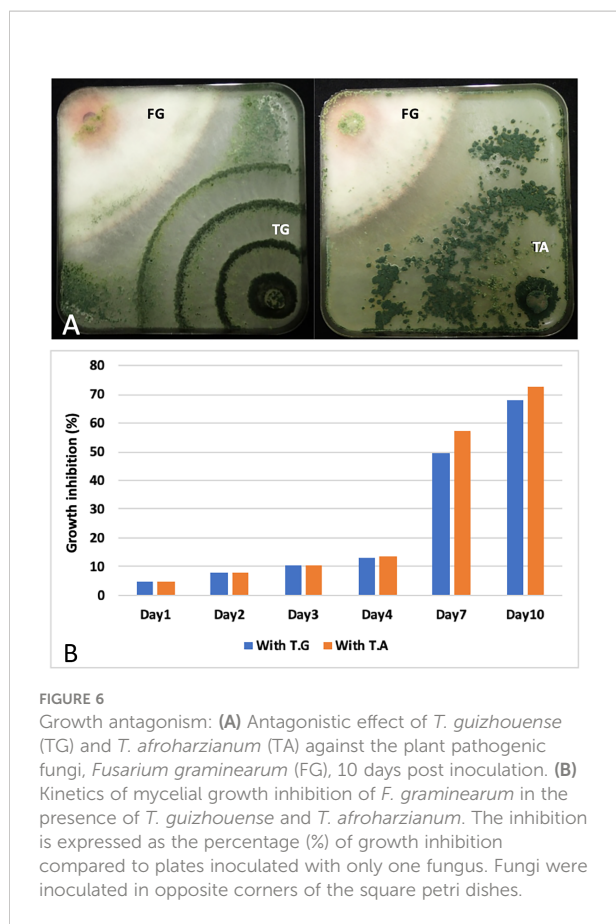 FG
FG
TG
TA
A
80
70
60
50
40
30
20
10
0
Growth inhibition (%)
Day1 Day2 Day3 Day4 Day7 Day10
With T.G With T.A
B
FIGURE 6
Growth antagonism: (A) Antagonistic effect of T. guizhouense
(TG) and T. afroharzianum (TA) against the plant pathogenic
fungi, Fusarium graminearum (FG), 10 days post inoculation. (B)
Kinetics of mycelial growth inhibition of F. graminearum in the
presence of T. guizhouense and T. afroharzianum. The inhibition
is expressed as the percentage (%) of growth inhibition
compared to plates inoculated with only one fungus. Fungi were
inoculated in opposite corners of the square petri dishes.